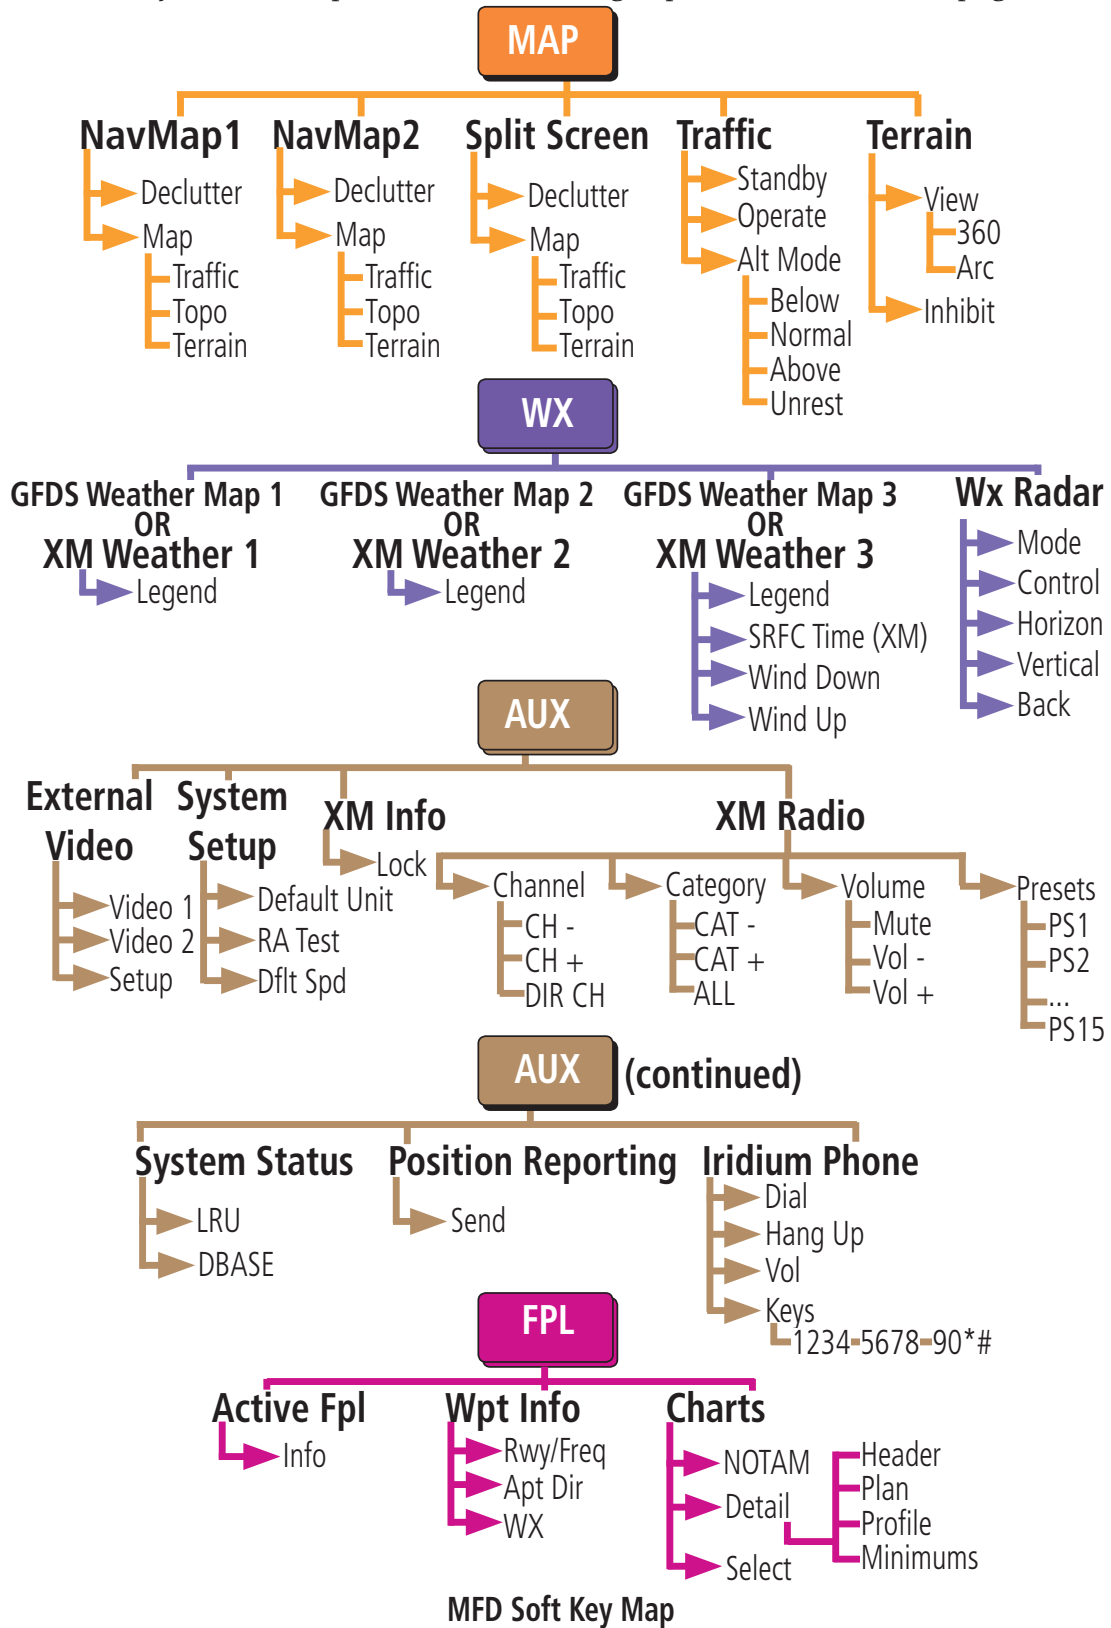 MAP
NavMap1
Declutter
Map
Traffic
Topo
Terrain
NavMap2
Declutter
Map
Traffic
Topo
Terrain
Split Screen
Declutter
Map
Traffic
Topo
Terrain
Traffic
Standby
Operate
Alt Mode
Below
Normal
Above
Unrest
Terrain
View
360
Arc
Inhibit
WX
GFDS Weather Map 1
OR
XM Weather 1
Legend
GFDS Weather Map 2
OR
XM Weather 2
Legend
GFDS Weather Map 3
OR
XM Weather 3
Legend
SRFC Time (XM)
Wind Down
Wind Up
Wx Radar
Mode
Control
Horizon
Vertical
Back
AUX
External
Video
Video 1
Video 2
Setup
System
Setup
Default Unit
RA Test
Dflt Spd
XM Info
Lock
XM Radio
Channel
CH -
CH +
DIR CH
Category
CAT -
CAT +
ALL
Volume
Mute
Vol -
Vol +
Presets
PS1
PS2
...
PS15
AUX (continued)
System Status
LRU
DBASE
Position Reporting
Send
Iridium Phone
Dial
Hang Up
Vol
Keys
1234-5678-90*#
FPL
Active Fpl
Info
Wpt Info
Rwy/Freq
Apt Dir
WX
Charts
NOTAM
Detail
Header
Plan
Profile
Minimums
Select
MFD Soft Key Map